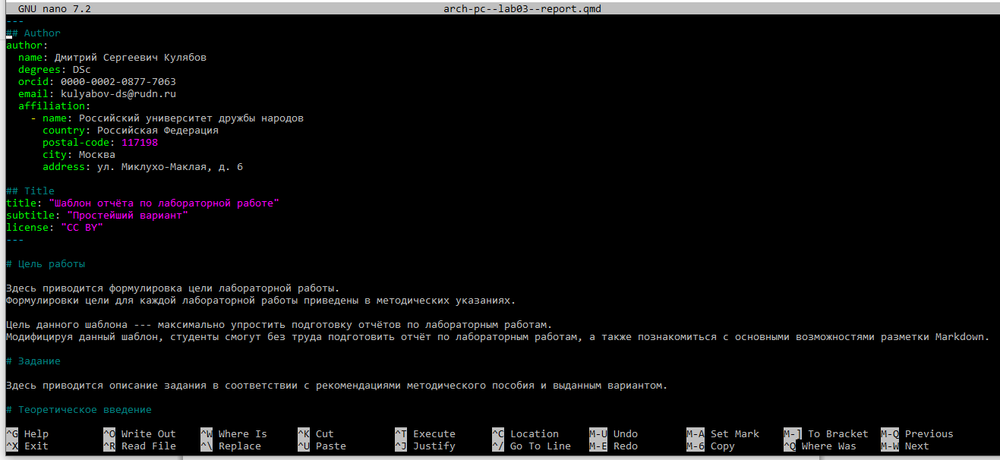 GNU nano 7.2 arch-pc--lab03--report.qmd
---
## Author
author:
  name: Дмитрий Сергеевич Кулябов
  degrees: DSc
  orcid: 0000-0002-0877-7063
  email: kulyabov-ds@rudn.ru
  affiliation:
    - name: Российский университет дружбы народов
      country: Российская Федерация
      postal-code: 117198
      city: Москва
      address: ул. Миклухо-Маклая, д. 6
## Title
title: "Шаблон отчёта по лабораторной работе"
subtitle: "Простейший вариант"
license: "CC BY"
---
# Цель работы
Здесь приводится формулировка цели лабораторной работы.
Формулировки цели для каждой лабораторной работы приведены в методических указаниях.
Цель данного шаблона --- максимально упростить подготовку отчётов по лабораторным работам.
Модифицируя данный шаблон, студенты смогут без труда подготовить отчёт по лабораторным работам, а также познакомиться с основными возможностями разметки Markdown.
# Задание
Здесь приводится описание задания в соответствии с рекомендациями методического пособия и выданным вариантом.
# Теоретическое введение
^G Help ^O Write Out ^W Where Is ^K Cut ^T Execute ^C Location M-U Undo M-A Set Mark M-] To Bracket M-Q Previous
^X Exit ^R Read File ^\ Replace ^U Paste ^J Justify ^/ Go To Line M-E Redo M-6 Copy ^Q Where Was M-W Next